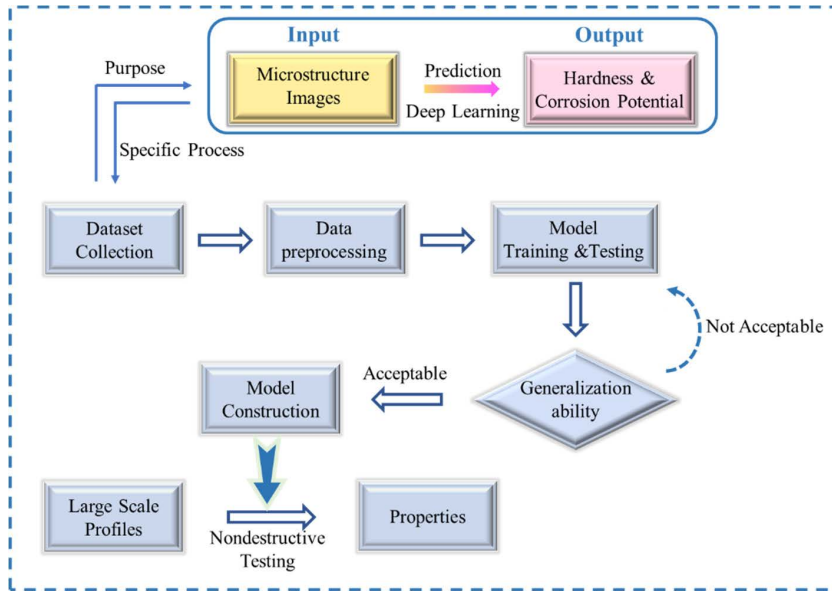 Input
Output
Purpose
Microstructure
Images
Prediction
Deep Learning
Hardness &
Corrosion Potential
Specific Process
Dataset
Collection
Data
preprocessing
Model
Training &Testing
Not Acceptable
Model
Construction
Acceptable
Generalization
ability
Large Scale
Profiles
Nondestructive
Testing
Properties